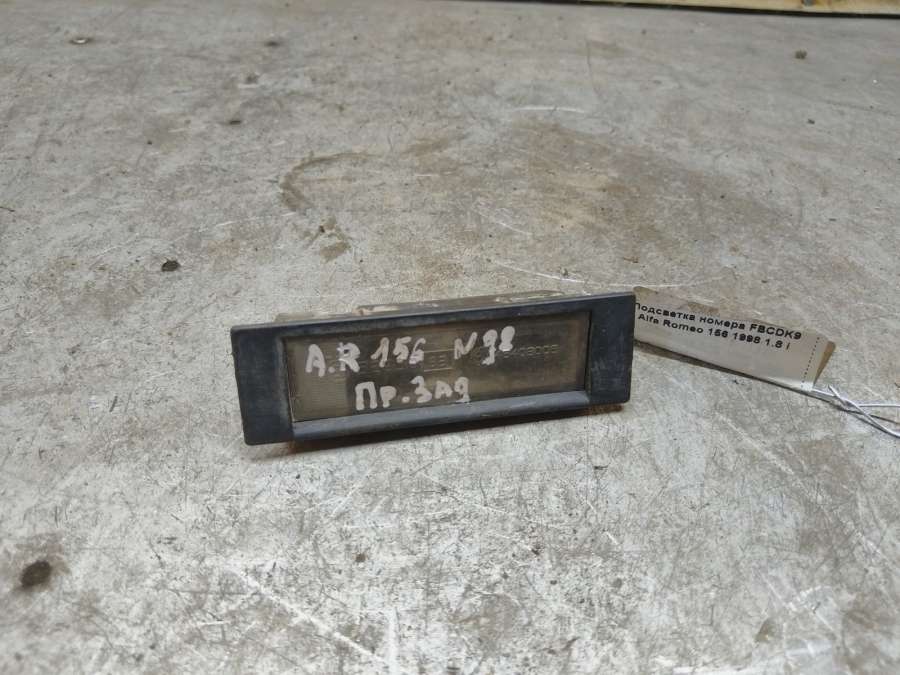 A.R 156 N98
Пр. Зад
Подсветка номера FBCDK9
Alfa Romeo 156 1998 1.8 i